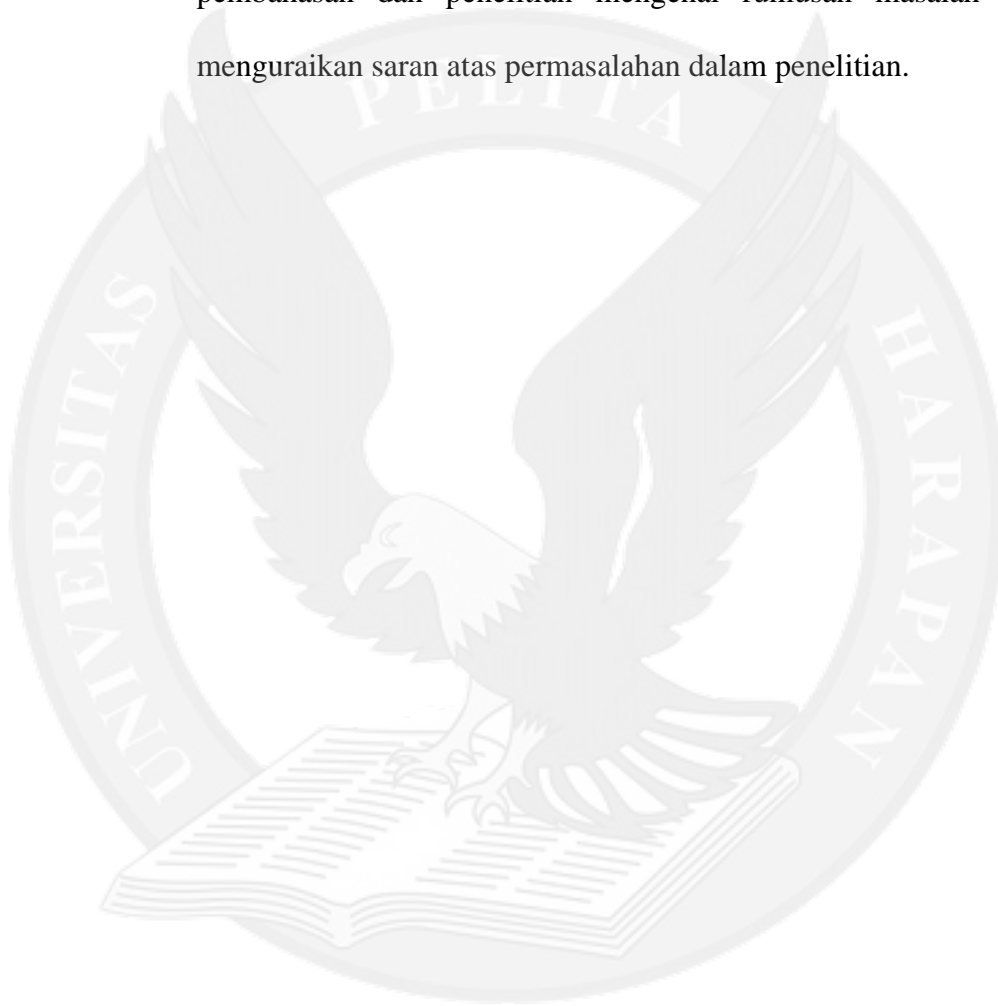 pembahasan dan penelitian mengenai rumusan masalah
menguraikan saran atas permasalahan dalam penelitian.
UNIVERSITAS PELITA HARAPAN